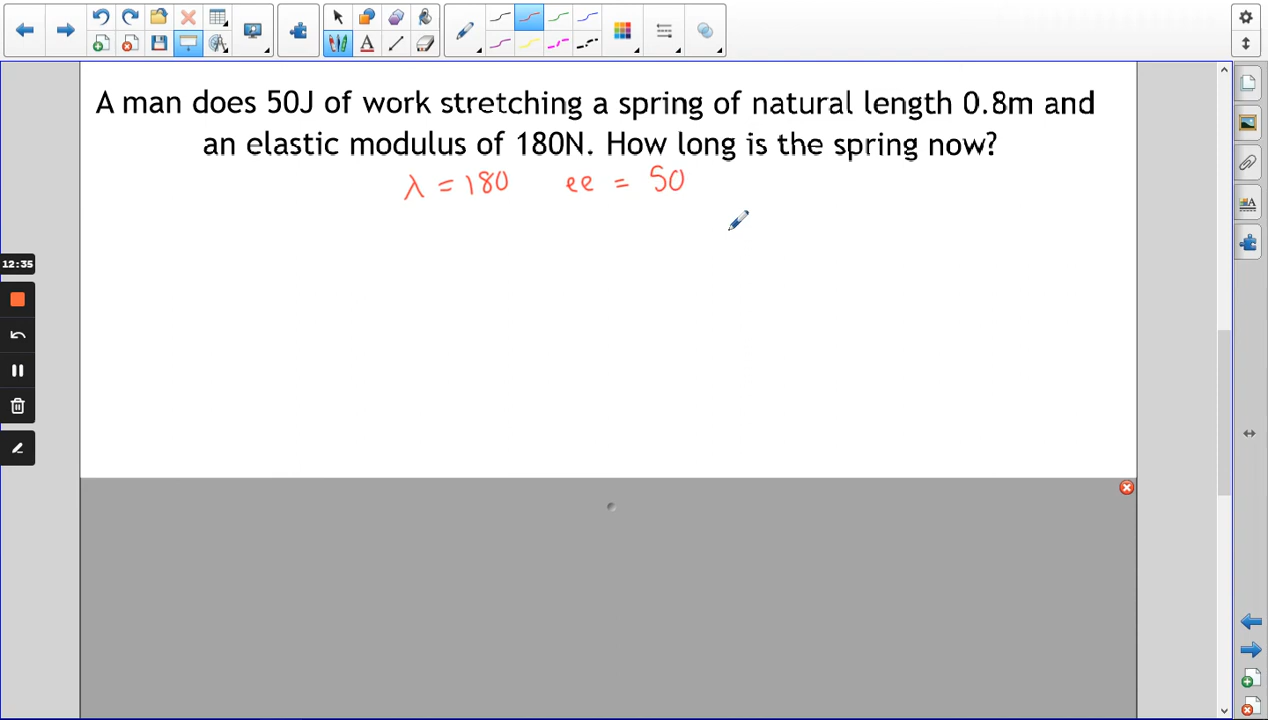 A man does 50J of work stretching a spring of natural length 0.8m and
an elastic modulus of 180N. How long is the spring now?
λ = 180 ee = 50
12:35